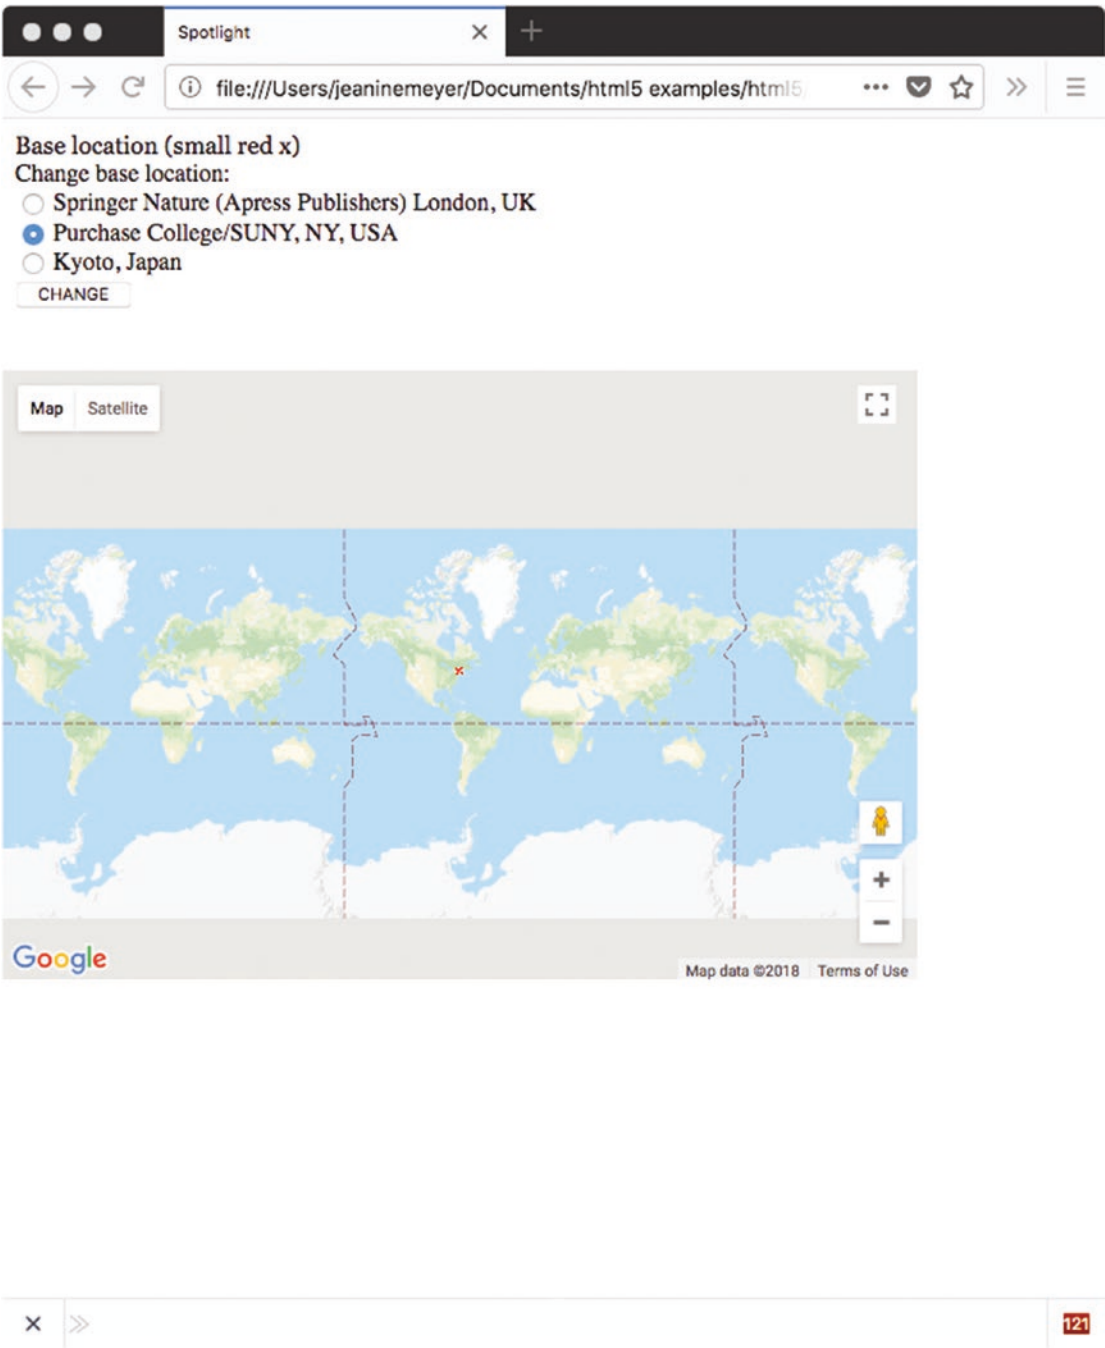 Spotlight
file:///Users/jeaninemeyer/Documents/html5 examples/html5/
Base location (small red x)
Change base location:
Springer Nature (Apress Publishers) London, UK
Purchase College/SUNY, NY, USA
Kyoto, Japan
CHANGE
Map Satellite
Google
Map data ©2018 Terms of Use
121